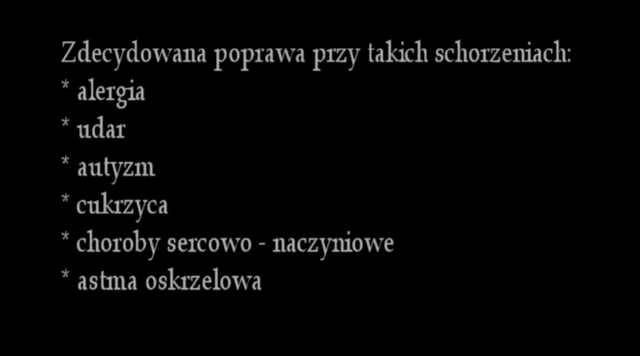 Zdecydowana poprawa przy takich schorzeniach:
* alergia
* udar
* autyzm
* cukrzyca
* choroby sercowo - naczyniowe
* astma oskrzelowa